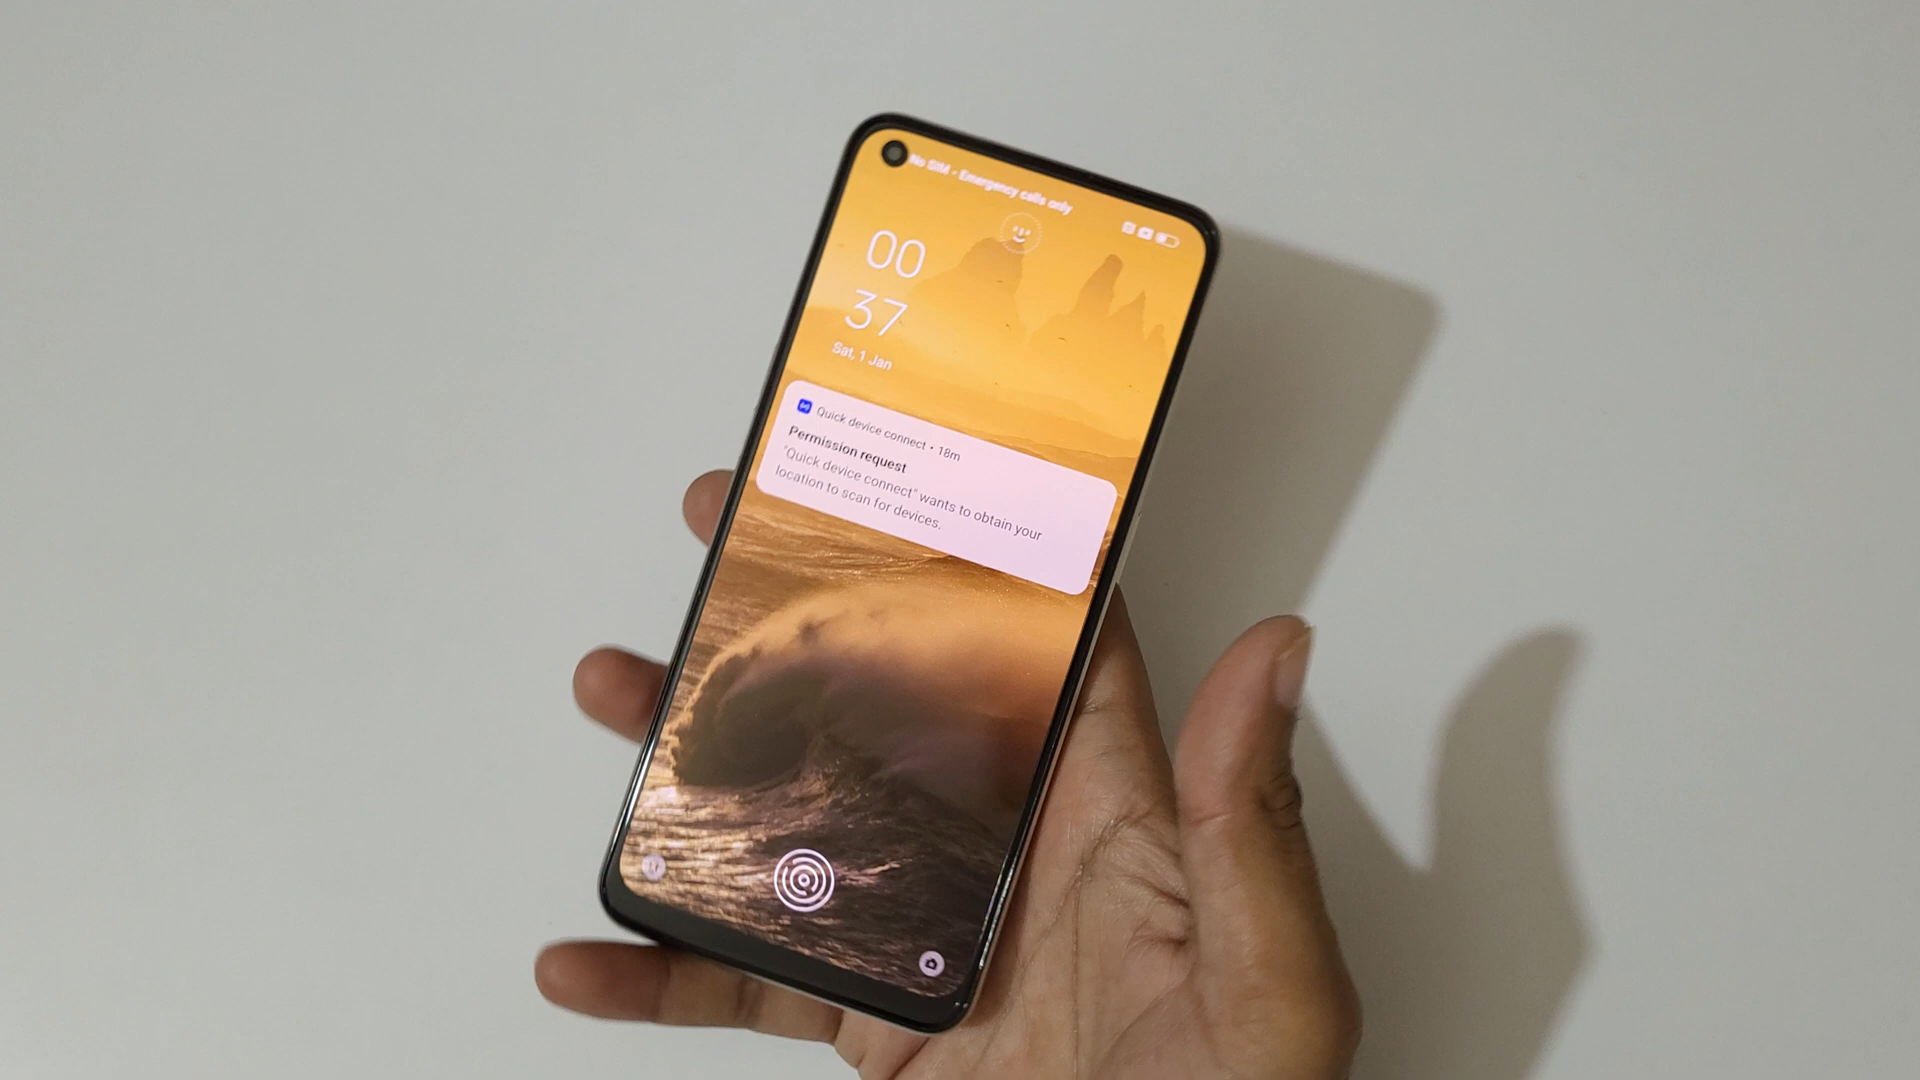 No SIM - Emergency calls only
00
37
Sat, 1 Jan
Quick device connect • 18m
Permission request
"Quick device connect" wants to obtain your
location to scan for devices.